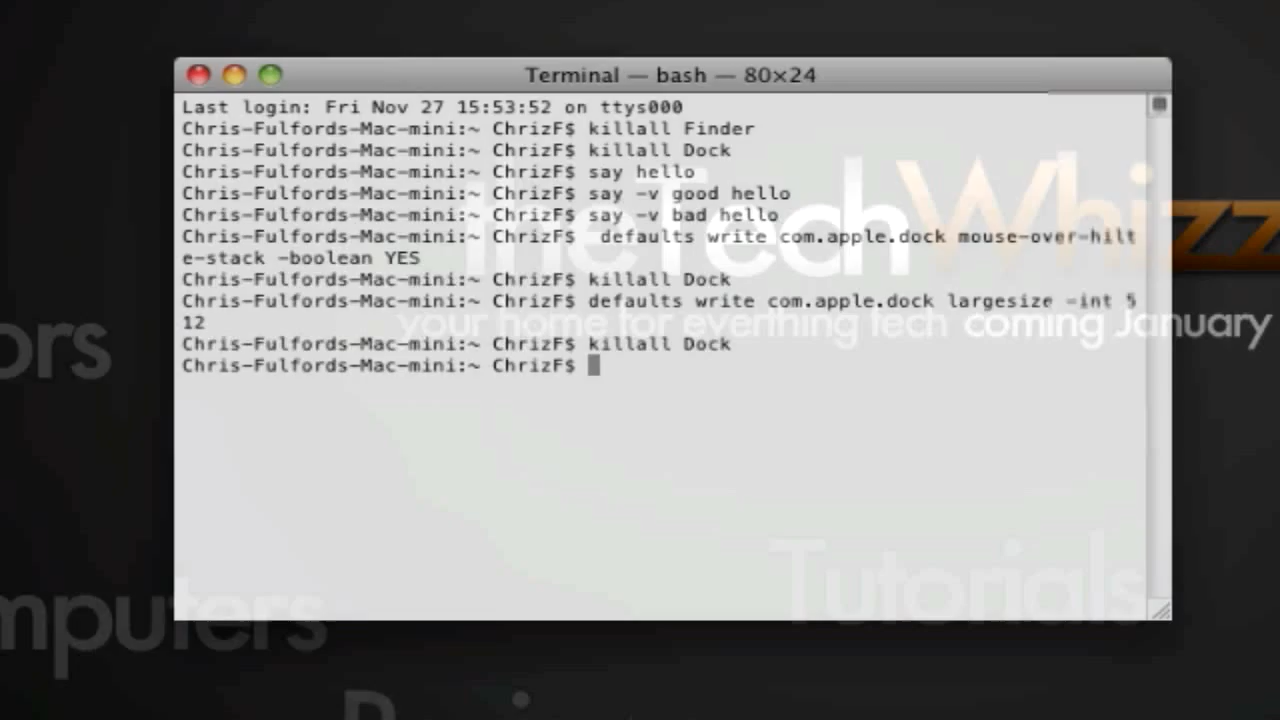 Terminal — bash — 80×24
Last login: Fri Nov 27 15:53:52 on ttys000
Chris-Fulfords-Mac-mini:~ ChrizF$ killall Finder
Chris-Fulfords-Mac-mini:~ ChrizF$ killall Dock
Chris-Fulfords-Mac-mini:~ ChrizF$ say hello
Chris-Fulfords-Mac-mini:~ ChrizF$ say -v good hello
Chris-Fulfords-Mac-mini:~ ChrizF$ say -v bad hello
Chris-Fulfords-Mac-mini:~ ChrizF$  defaults write com.apple.dock mouse-over-hilt
e-stack -boolean YES
Chris-Fulfords-Mac-mini:~ ChrizF$ killall Dock
Chris-Fulfords-Mac-mini:~ ChrizF$ defaults write com.apple.dock largesize -int 5
12
Chris-Fulfords-Mac-mini:~ ChrizF$ killall Dock
Chris-Fulfords-Mac-mini:~ ChrizF$
theTechWhizz
your home for everthing tech coming January
ors
mputers
Tutorials